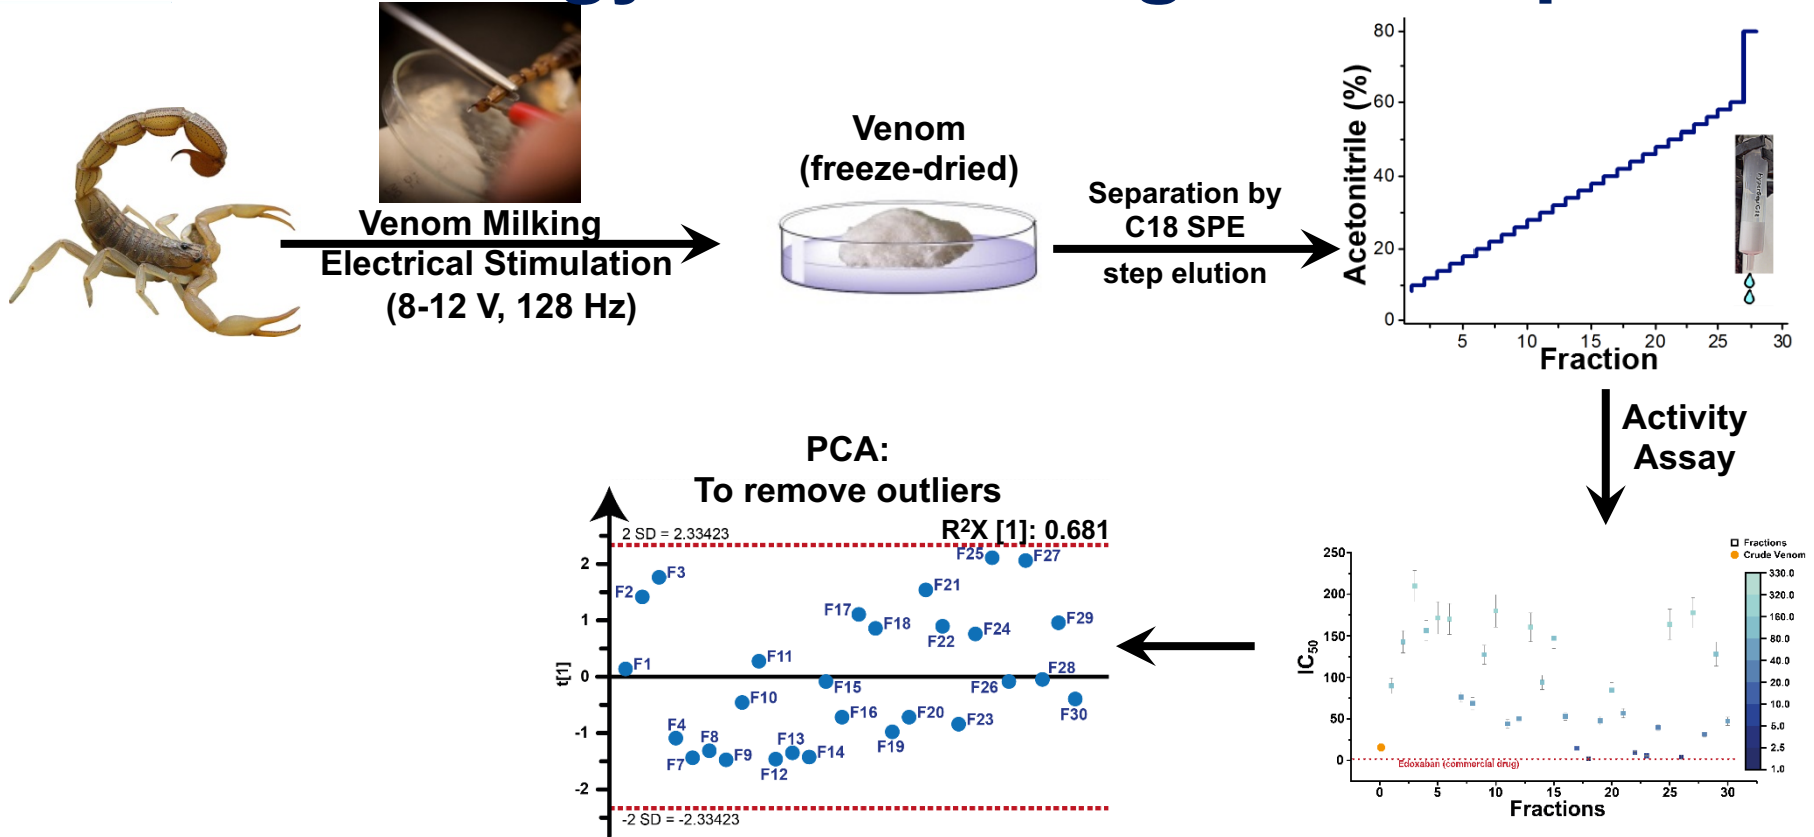 Venom Milking
Electrical Stimulation
(8-12 V, 128 Hz)
Venom
(freeze-dried)
Separation by
C18 SPE
step elution
Acetonitrile (%)
80
60
40
20
0
5
10
15
20
25
30
Fraction
Activity
Assay
PCA:
To remove outliers
R²X [1]: 0.681
2 SD = 2.33423
t[1]
2
1
0
-1
-2
F1
F2
F3
F4
F7
F8
F9
F10
F11
F12
F13
F14
F15
F16
F17
F18
F19
F20
F21
F22
F23
F24
F25
F26
F27
F28
F29
F30
-2 SD = -2.33423
Fractions
Crude Venom
IC50
250
200
150
100
50
0
Edoxaban (commercial drug)
0
5
10
15
20
25
30
Fractions
330.0
320.0
160.0
80.0
40.0
20.0
10.0
5.0
2.5
1.0